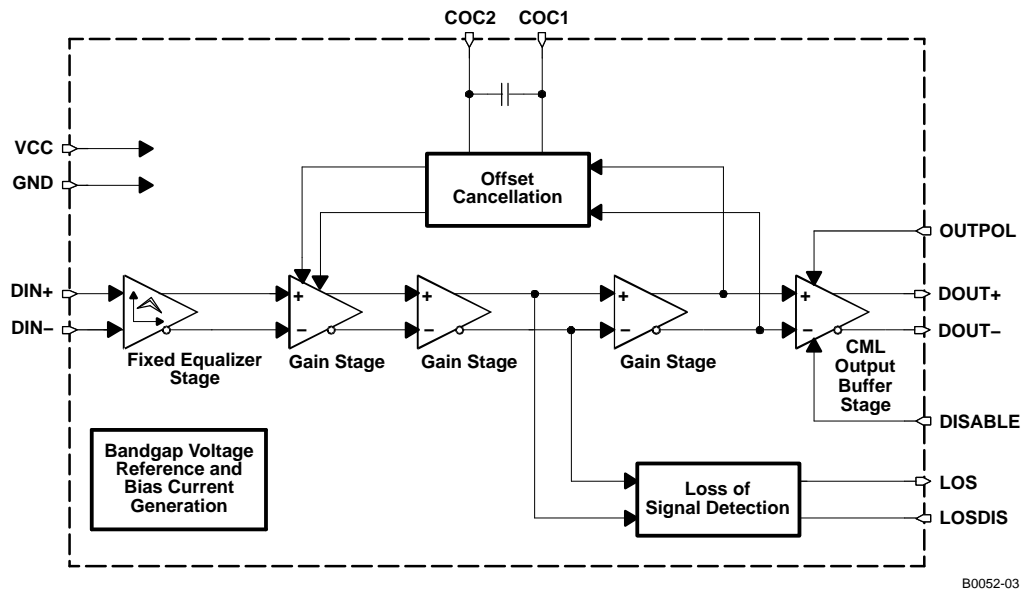 COC2 COC1
VCC
GND
Offset
Cancellation
OUTPOL
DIN+
DIN−
+
−
+
−
+
−
+
−
DOUT+
DOUT−
Fixed Equalizer
Stage
Gain Stage
Gain Stage
Gain Stage
CML
Output
Buffer
Stage
DISABLE
Bandgap Voltage
Reference and
Bias Current
Generation
Loss of
Signal Detection
LOS
LOSDIS
B0052-03